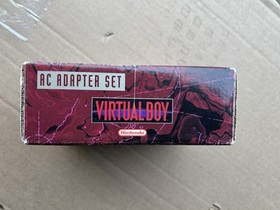 AC ADAPTER SET
VIRTUAL BOY
Nintendo